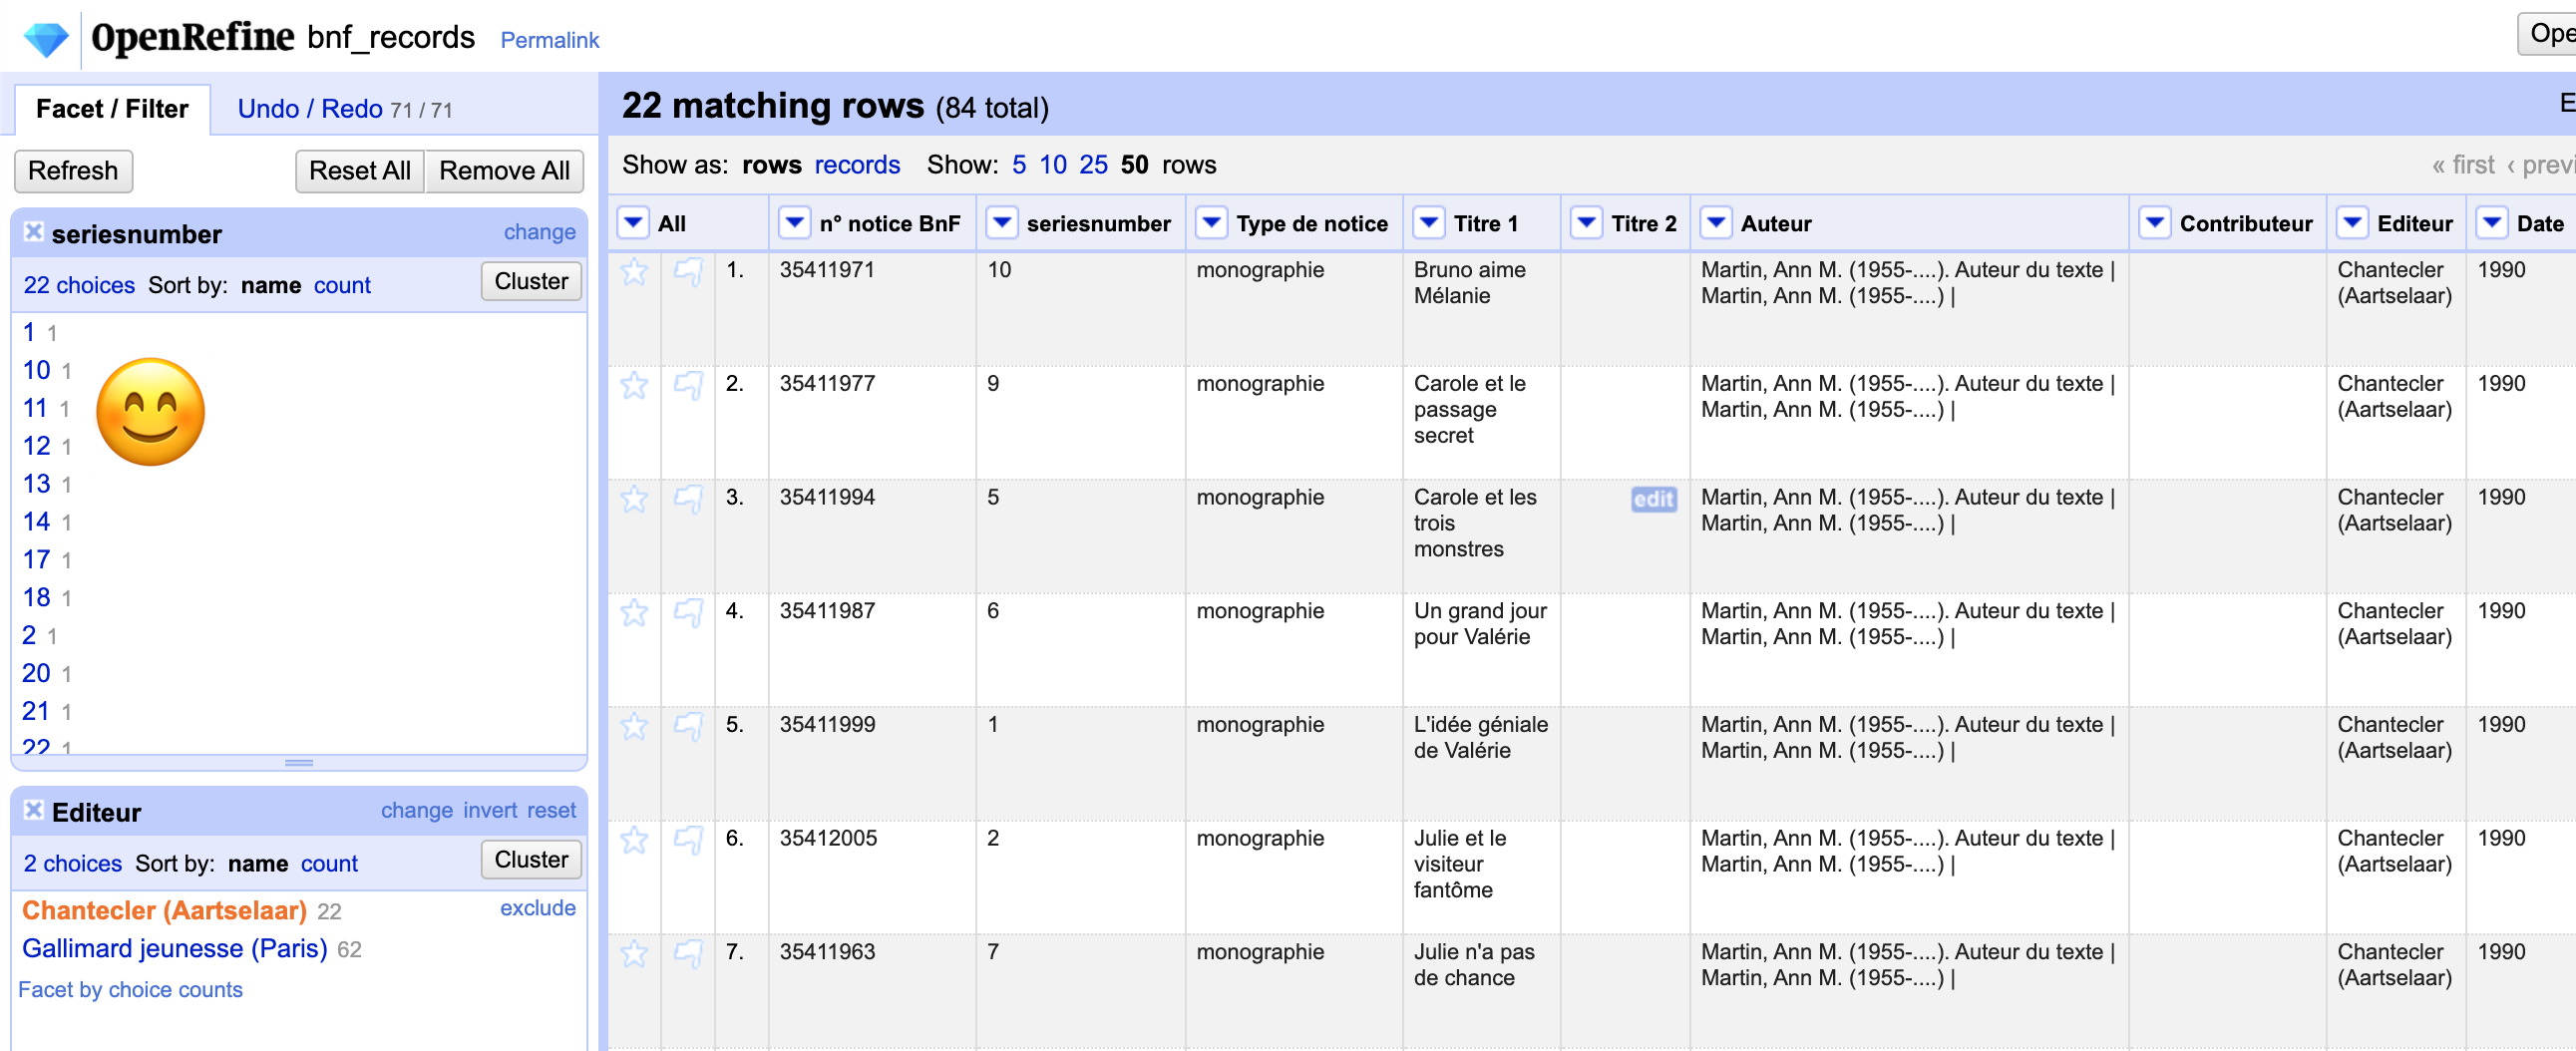 OpenRefine bnf_records Permalink
Facet / Filter Undo / Redo 71 / 71
Refresh Reset All Remove All
seriesnumber change
22 choices Sort by: name count Cluster
1 1
10 1
11 1
12 1
13 1
14 1
17 1
18 1
2 1
20 1
21 1
22 1
Editeur change invert reset
2 choices Sort by: name count Cluster
Chantecler (Aartselaar) 22 exclude
Gallimard jeunesse (Paris) 62
Facet by choice counts
22 matching rows (84 total)
Show as: rows records Show: 5 10 25 50 rows
« first ‹
All n° notice BnF seriesnumber Type de notice Titre 1 Titre 2 Auteur Contributeur Editeur Date
1. 35411971 10 monographie Bruno aime Martin, Ann M. (1955-....). Auteur du texte | Chantecler 1990
Mélanie Martin, Ann M. (1955-....) | (Aartselaar)
2. 35411977 9 monographie Carole et le Martin, Ann M. (1955-....). Auteur du texte | Chantecler 1990
passage Martin, Ann M. (1955-....) | (Aartselaar)
secret
3. 35411994 5 monographie Carole et les edit Martin, Ann M. (1955-....). Auteur du texte | Chantecler 1990
trois Martin, Ann M. (1955-....) | (Aartselaar)
monstres
4. 35411987 6 monographie Un grand jour Martin, Ann M. (1955-....). Auteur du texte | Chantecler 1990
pour Valérie Martin, Ann M. (1955-....) | (Aartselaar)
5. 35411999 1 monographie L'idée géniale Martin, Ann M. (1955-....). Auteur du texte | Chantecler 1990
de Valérie Martin, Ann M. (1955-....) | (Aartselaar)
6. 35412005 2 monographie Julie et le Martin, Ann M. (1955-....). Auteur du texte | Chantecler 1990
visiteur Martin, Ann M. (1955-....) | (Aartselaar)
fantôme
7. 35411963 7 monographie Julie n'a pas Martin, Ann M. (1955-....). Auteur du texte | Chantecler 1990
de chance Martin, Ann M. (1955-....) | (Aartselaar)